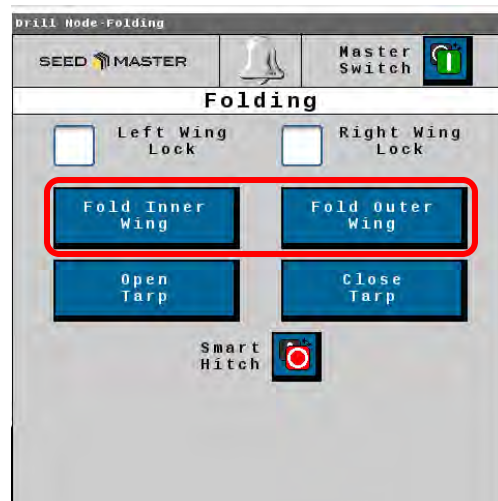 Drill Mode-Folding
SEED MASTER
Master
Switch
Folding
Left Wing
Lock
Right Wing
Lock
Fold Inner
Wing
Fold Outer
Wing
Open
Tarp
Close
Tarp
Smart
Hitch